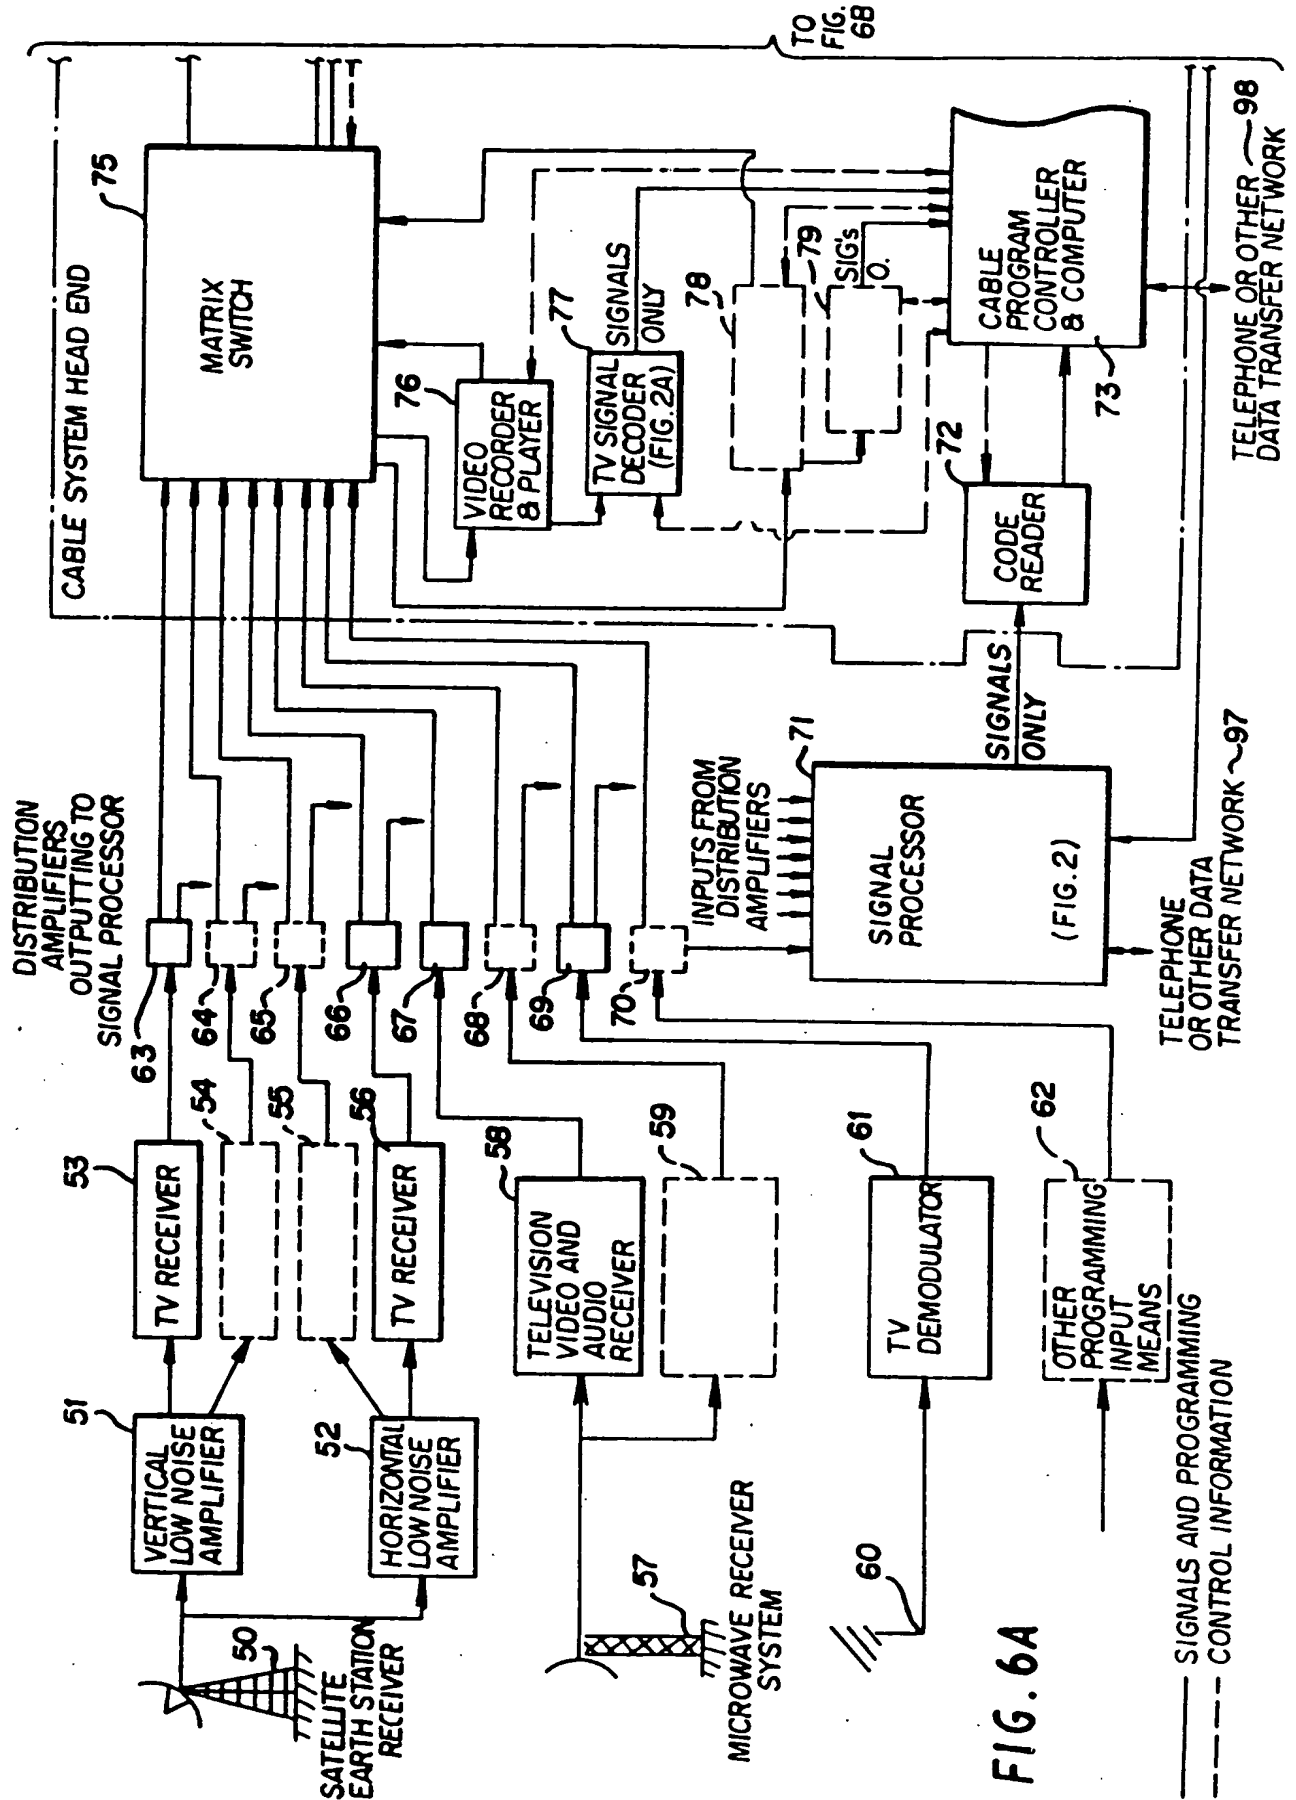 CABLE SYSTEM HEAD END
75
MATRIX
SWITCH
TO
FIG.
6B
DISTRIBUTION
AMPLIFIERS
OUTPUTTING TO
SIGNAL PROCESSOR
63
64
65
66
67
68
69
70
53
TV RECEIVER
54
55
56
TV RECEIVER
51
VERTICAL
LOW NOISE
AMPLIFIER
52
HORIZONTAL
LOW NOISE
AMPLIFIER
50
SATELLITE
EARTH STATION
RECEIVER
76
VIDEO
RECORDER
& PLAYER
77
TV SIGNAL
DECODER
(FIG.2A)
SIGNALS
ONLY
78
79
SIG's
O.
58
TELEVISION
VIDEO AND
AUDIO
RECEIVER
59
57
MICROWAVE RECEIVER
SYSTEM
INPUTS FROM
DISTRIBUTION
AMPLIFIERS
71
SIGNAL
PROCESSOR
(FIG.2)
SIGNALS
ONLY
72
CODE
READER
CABLE
PROGRAM
CONTROLLER
& COMPUTER
73
61
TV
DEMODULATOR
60
62
OTHER
PROGRAMMING
INPUT
MEANS
TELEPHONE
OR OTHER DATA
TRANSFER NETWORK~97
TELEPHONE OR OTHER~98
DATA TRANSFER NETWORK
FIG. 6A
SIGNALS AND PROGRAMMING
CONTROL INFORMATION